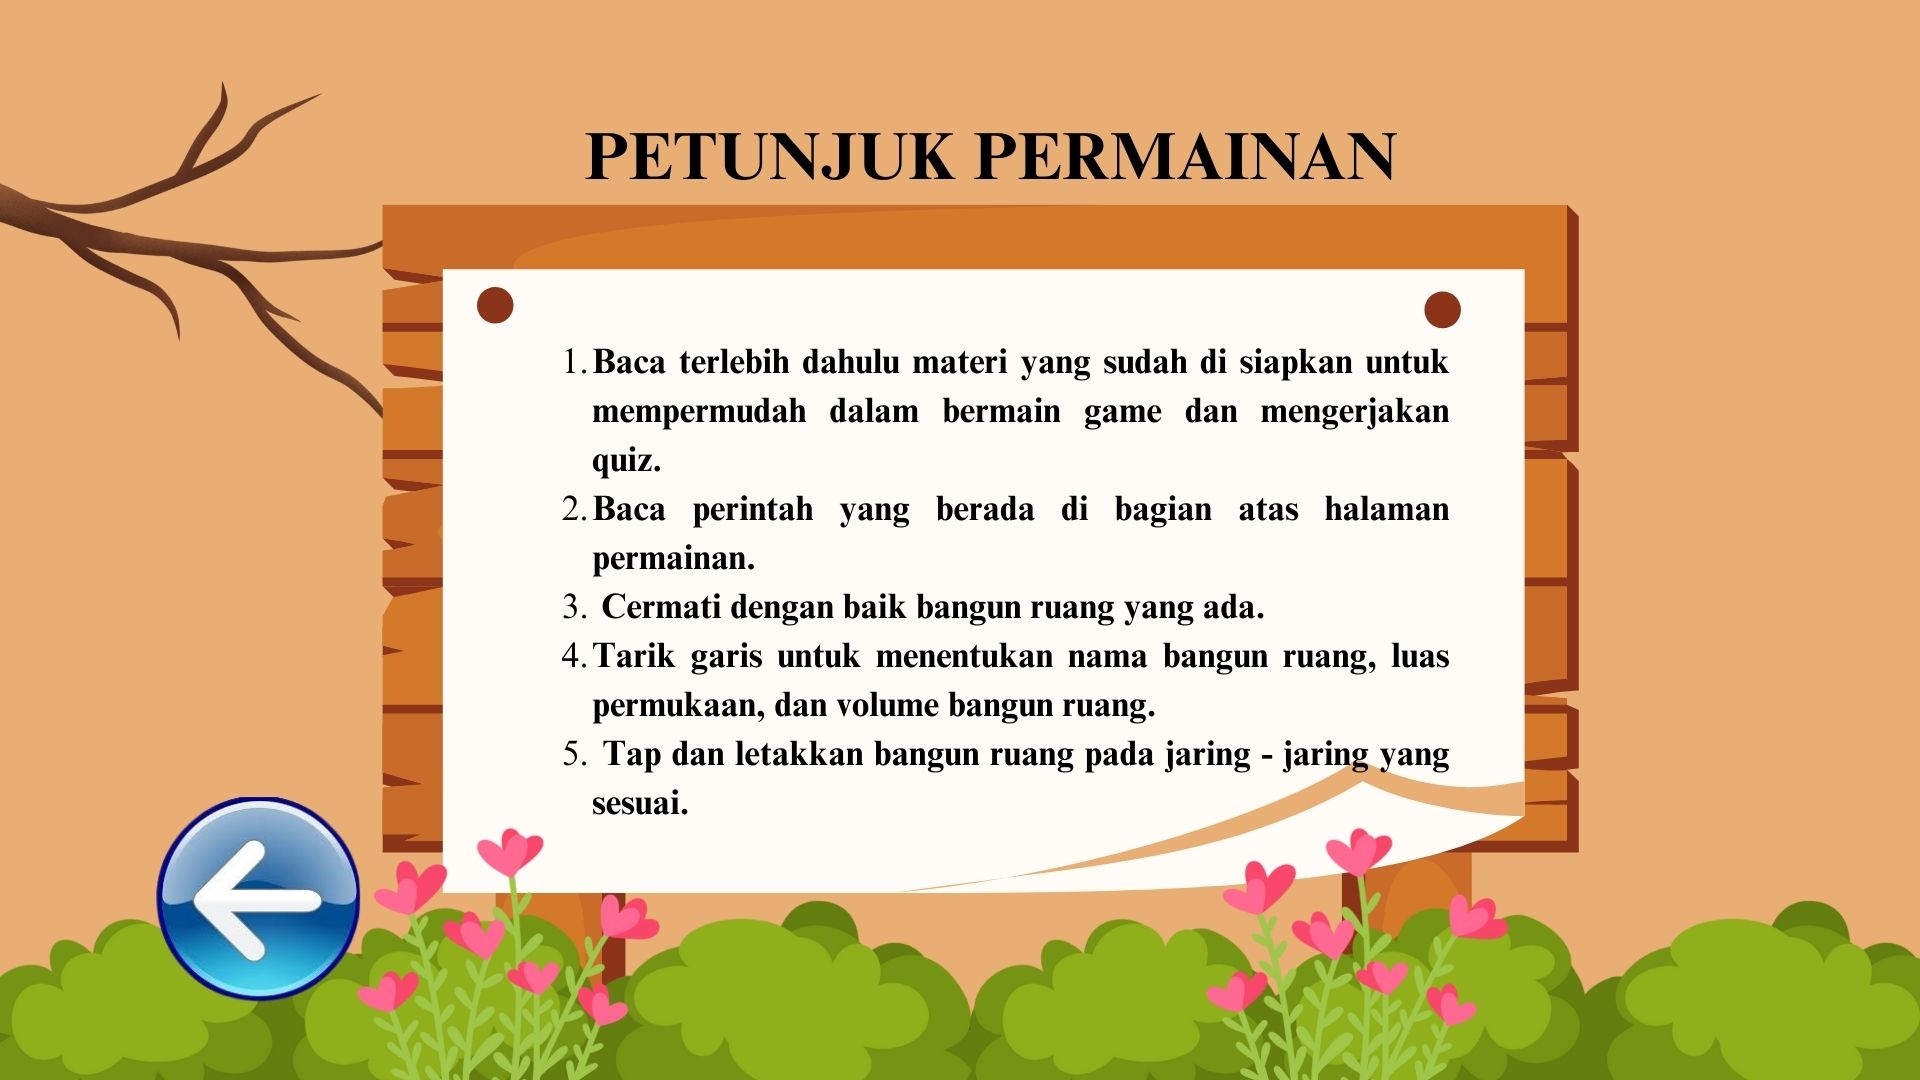 PETUNJUK PERMAINAN
1. Baca terlebih dahulu materi yang sudah di siapkan untuk
mempermudah dalam bermain game dan mengerjakan
quiz.
2. Baca perintah yang berada di bagian atas halaman
permainan.
3. Cermati dengan baik bangun ruang yang ada.
4. Tarik garis untuk menentukan nama bangun ruang, luas
permukaan, dan volume bangun ruang.
5. Tap dan letakkan bangun ruang pada jaring - jaring yang
sesuai.